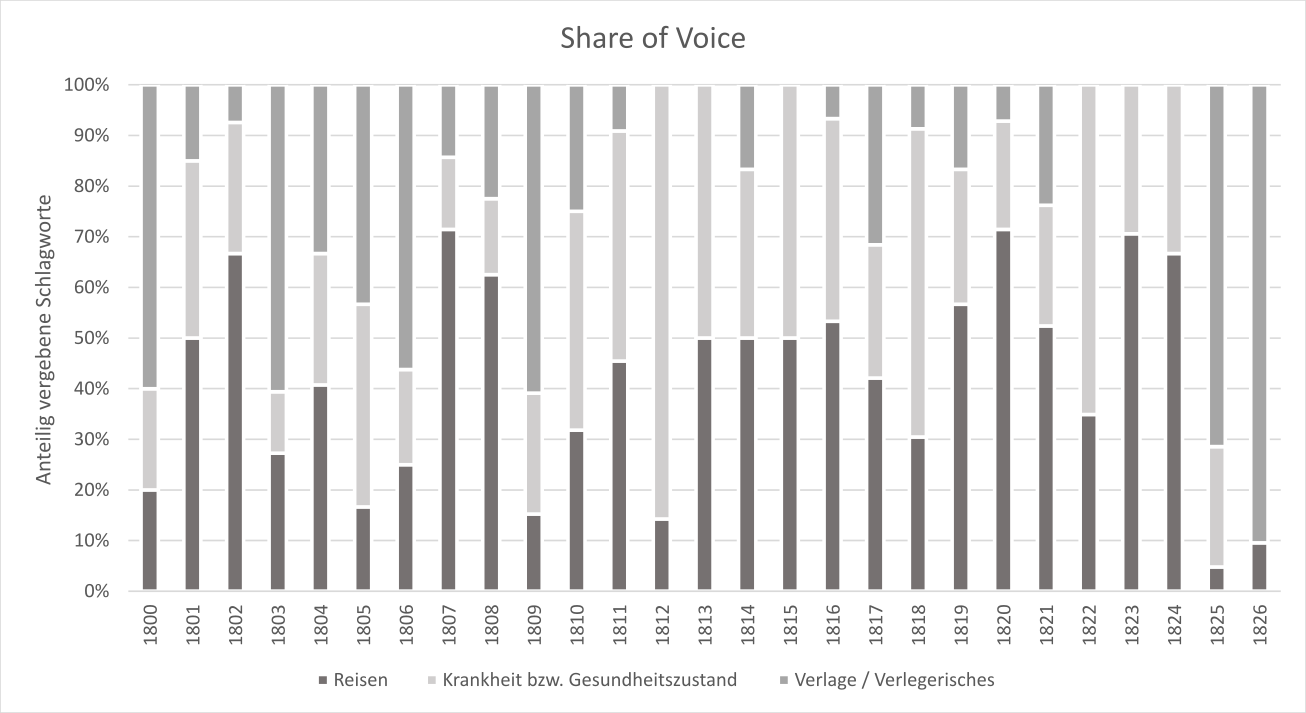 Share of Voice
Anteilig vergebene Schlagworte
100%
90%
80%
70%
60%
50%
40%
30%
20%
10%
0%
1800 1801 1802 1803 1804 1805 1806 1807 1808 1809 1810 1811 1812 1813 1814 1815 1816 1817 1818 1819 1820 1821 1822 1823 1824 1825 1826
Reisen Krankheit bzw. Gesundheitszustand Verlage / Verlegerisches